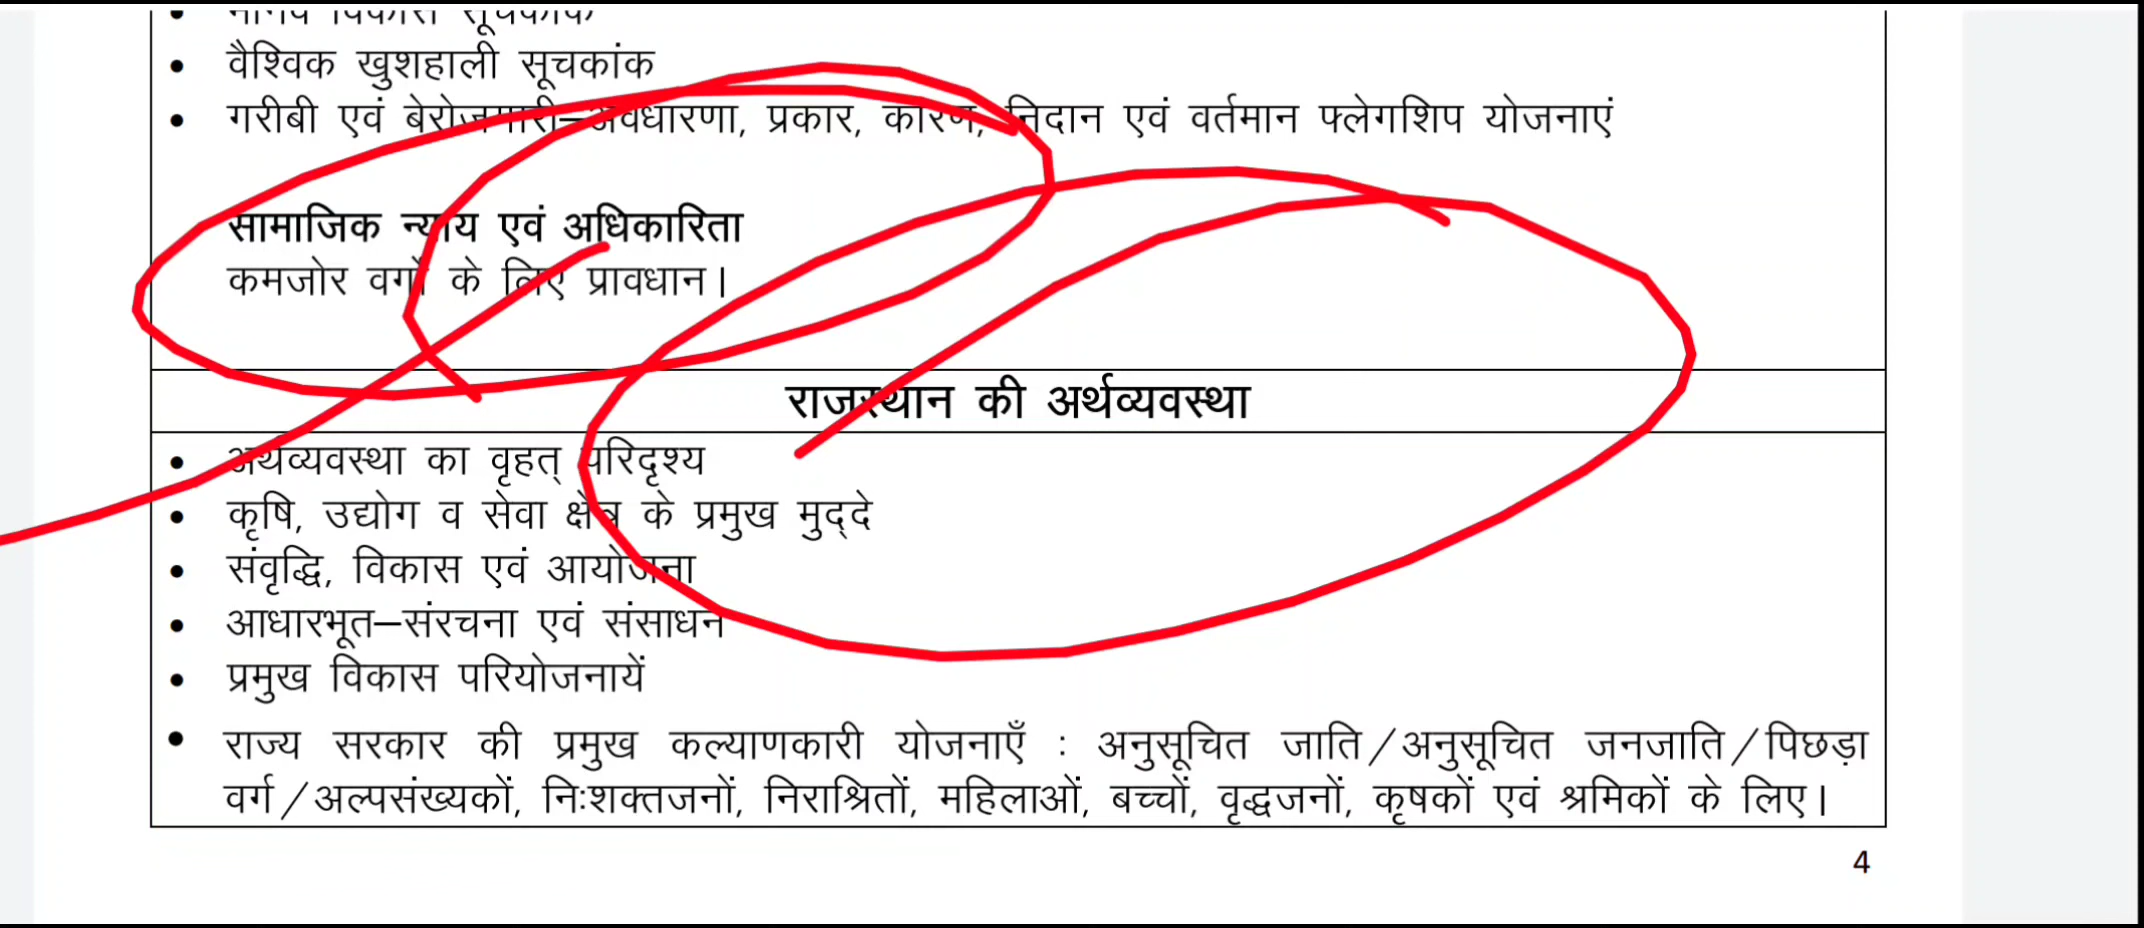 • मानव विकास सूचकांक
• वैश्विक खुशहाली सूचकांक
• गरीबी एवं बेरोजगारी–अवधारणा, प्रकार, कारण, निदान एवं वर्तमान फ्लेगशिप योजनाएं
सामाजिक न्याय एवं अधिकारिता
कमजोर वर्गों के लिए प्रावधान।
राजस्थान की अर्थव्यवस्था
• अर्थव्यवस्था का वृहत् परिदृश्य
• कृषि, उद्योग व सेवा क्षेत्र के प्रमुख मुद्दे
• संवृद्धि, विकास एवं आयोजना
• आधारभूत–संरचना एवं संसाधन
• प्रमुख विकास परियोजनायें
• राज्य सरकार की प्रमुख कल्याणकारी योजनाएँ : अनुसूचित जाति/अनुसूचित जनजाति/पिछड़ा
वर्ग/अल्पसंख्यकों, निःशक्तजनों, निराश्रितों, महिलाओं, बच्चों, वृद्धजनों, कृषकों एवं श्रमिकों के लिए।
4